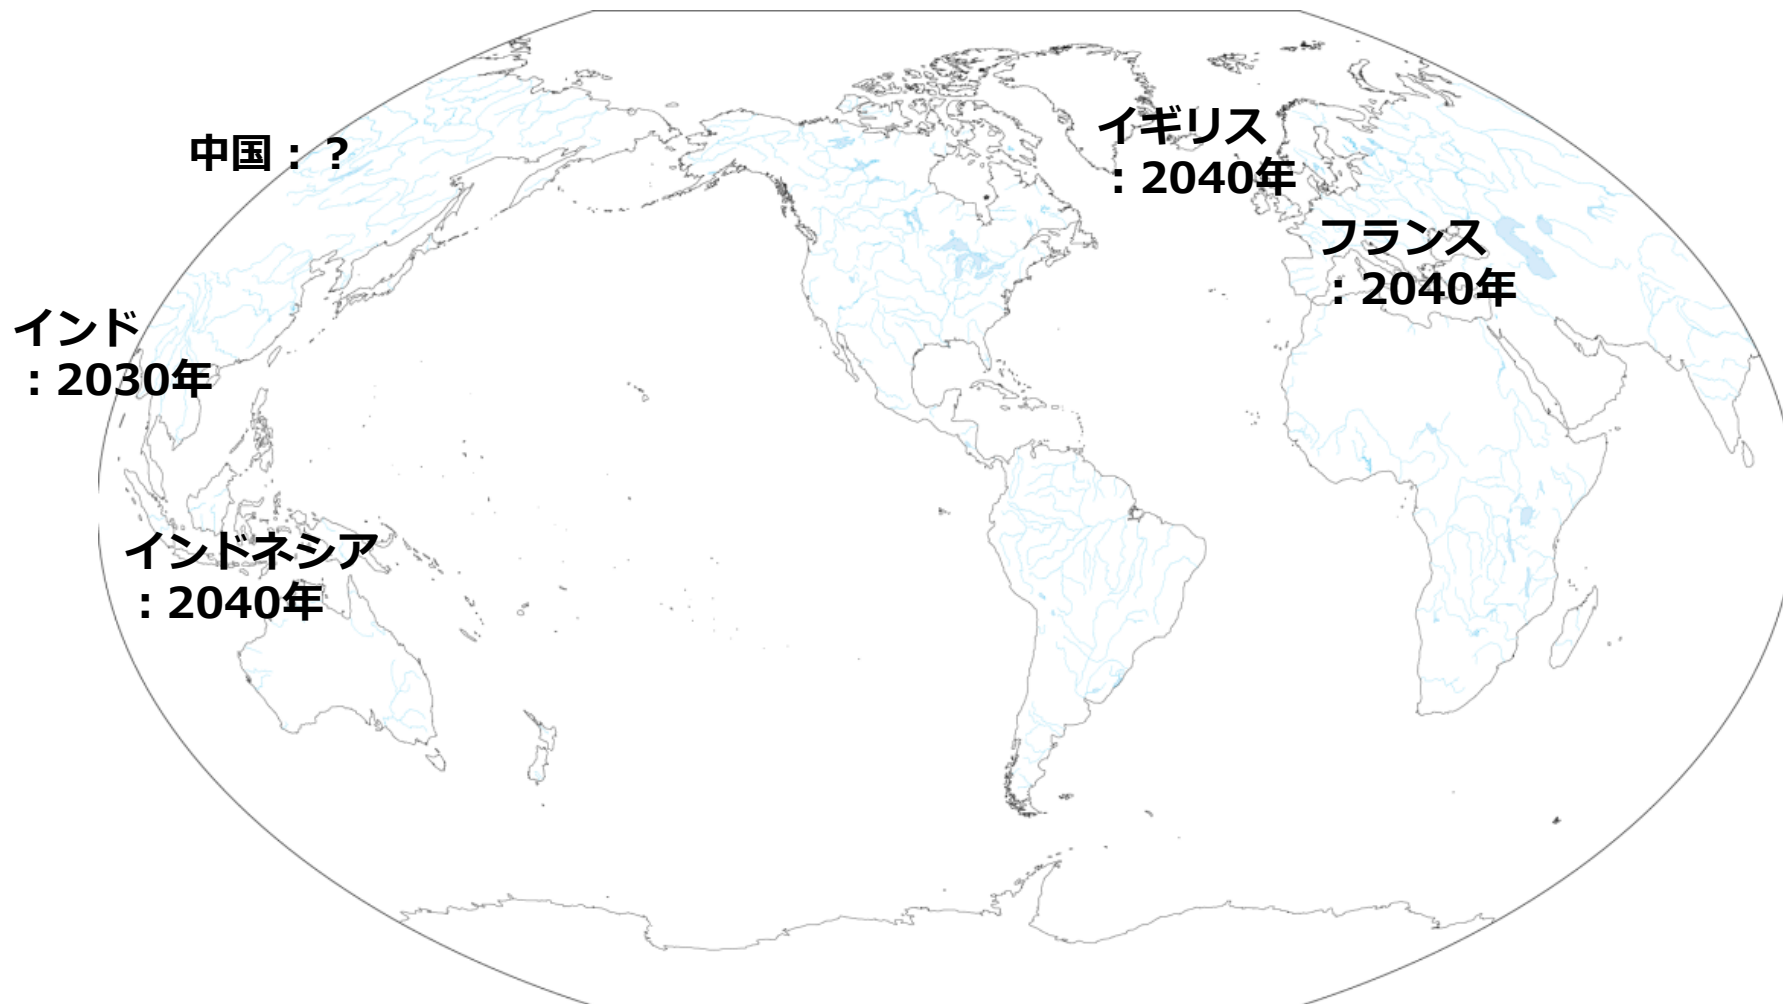 中国：？
イギリス
：2040年
フランス
：2040年
インド
：2030年
インドネシア
：2040年